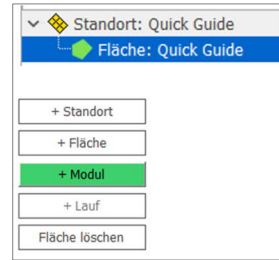 Standort: Quick Guide
Fläche: Quick Guide
+ Standort
+ Fläche
+ Modul
+ Lauf
Fläche löschen